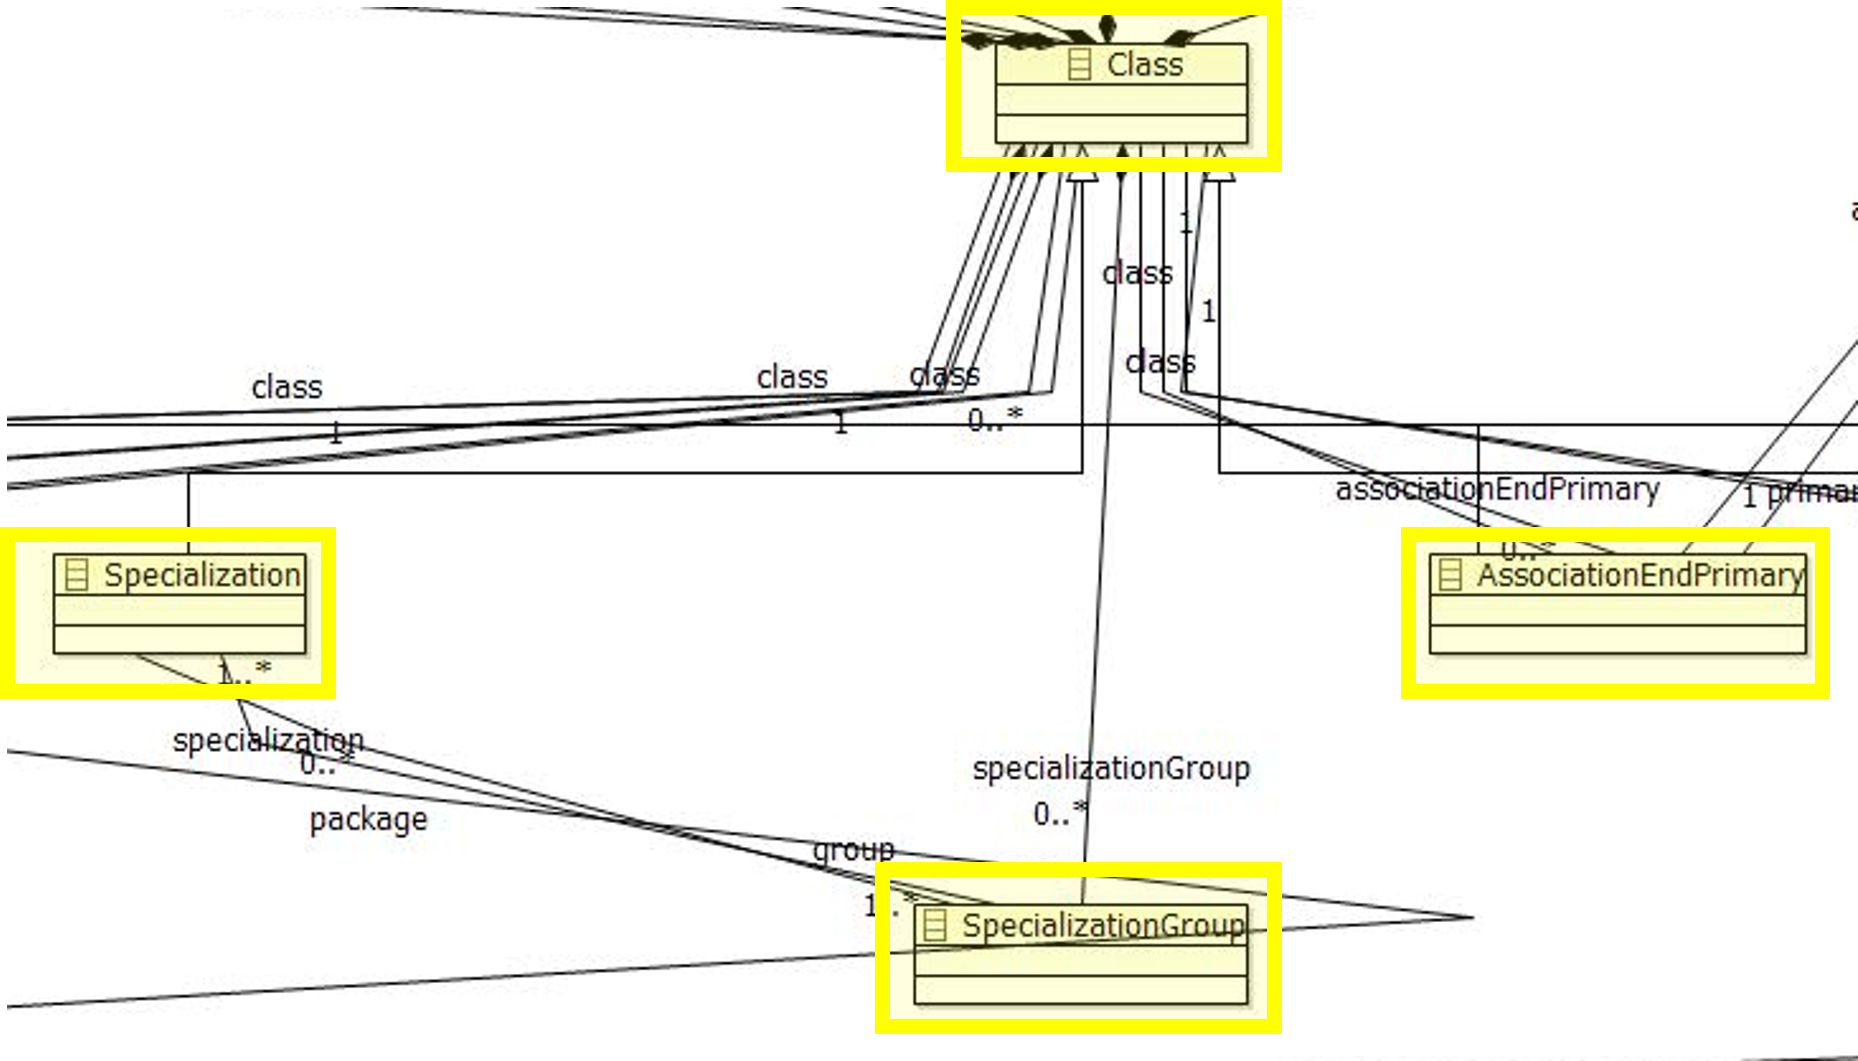 Class
1
class
1
class
class
class
class
1
1
0..*
associationEndPrimary
1
0..*
Specialization
AssociationEndPrimary
1..*
specialization
0..*
package
specializationGroup
0..*
group
1..*
SpecializationGroup